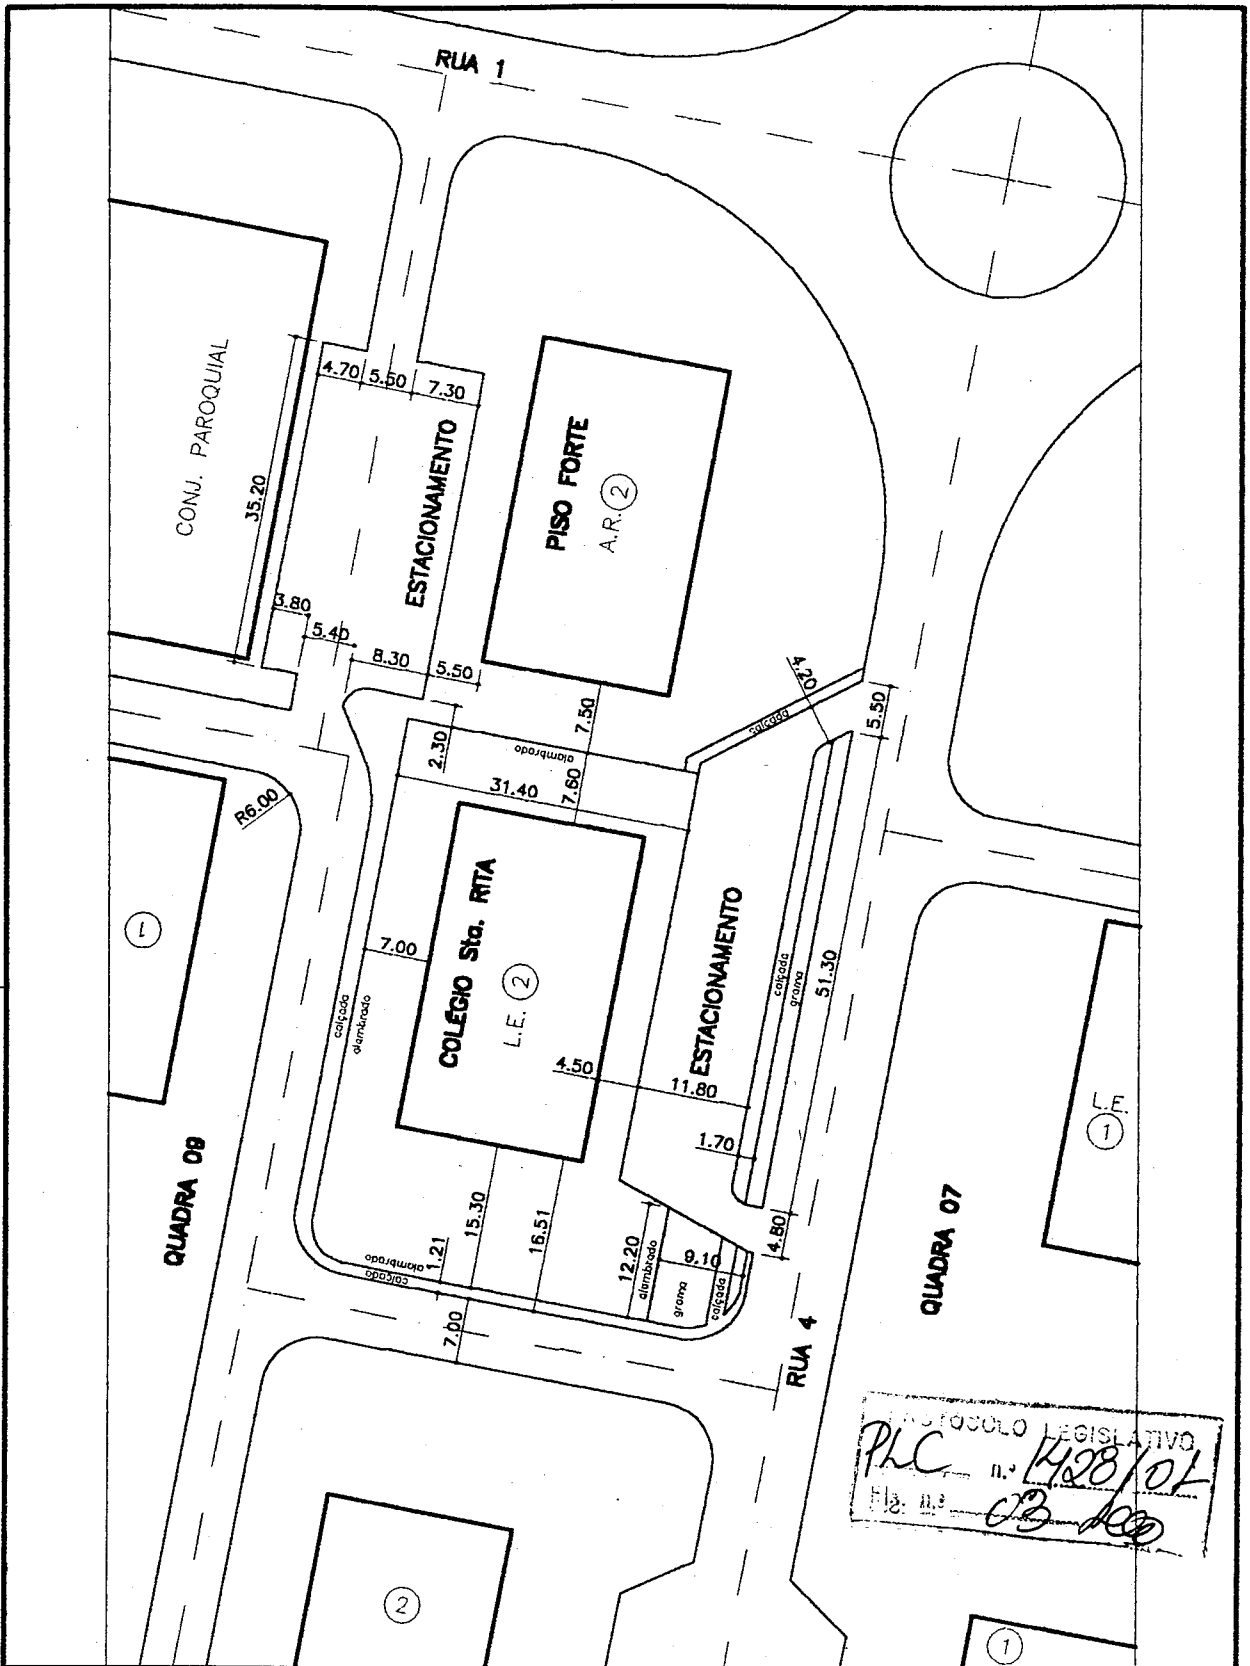 RUA 1
CONJ. PAROQUIAL
35.20
4.70
5.50
7.30
ESTACIONAMENTO
PISO FORTE
A.R. 2
3.80
5.40
8.30
5.50
7.50
4.20
calçada
5.50
2.30
alambrado
7.60
31.40
R6.00
1
7.00
COLÉGIO Sta. RITA
L.E. 2
calçada
alambrado
ESTACIONAMENTO
calçada
grama
51.30
4.50
11.80
1.70
L.E.
1
QUADRA 09
15.30
16.51
1.21
alambrado
calçada
7.00
12.20
alambrado
9.10
grama
calçada
4.80
QUADRA 07
RUA 4
PROTOCOLO LEGISLATIVO
PLC n.º 1428/01
Fls. n.º 03
2
1